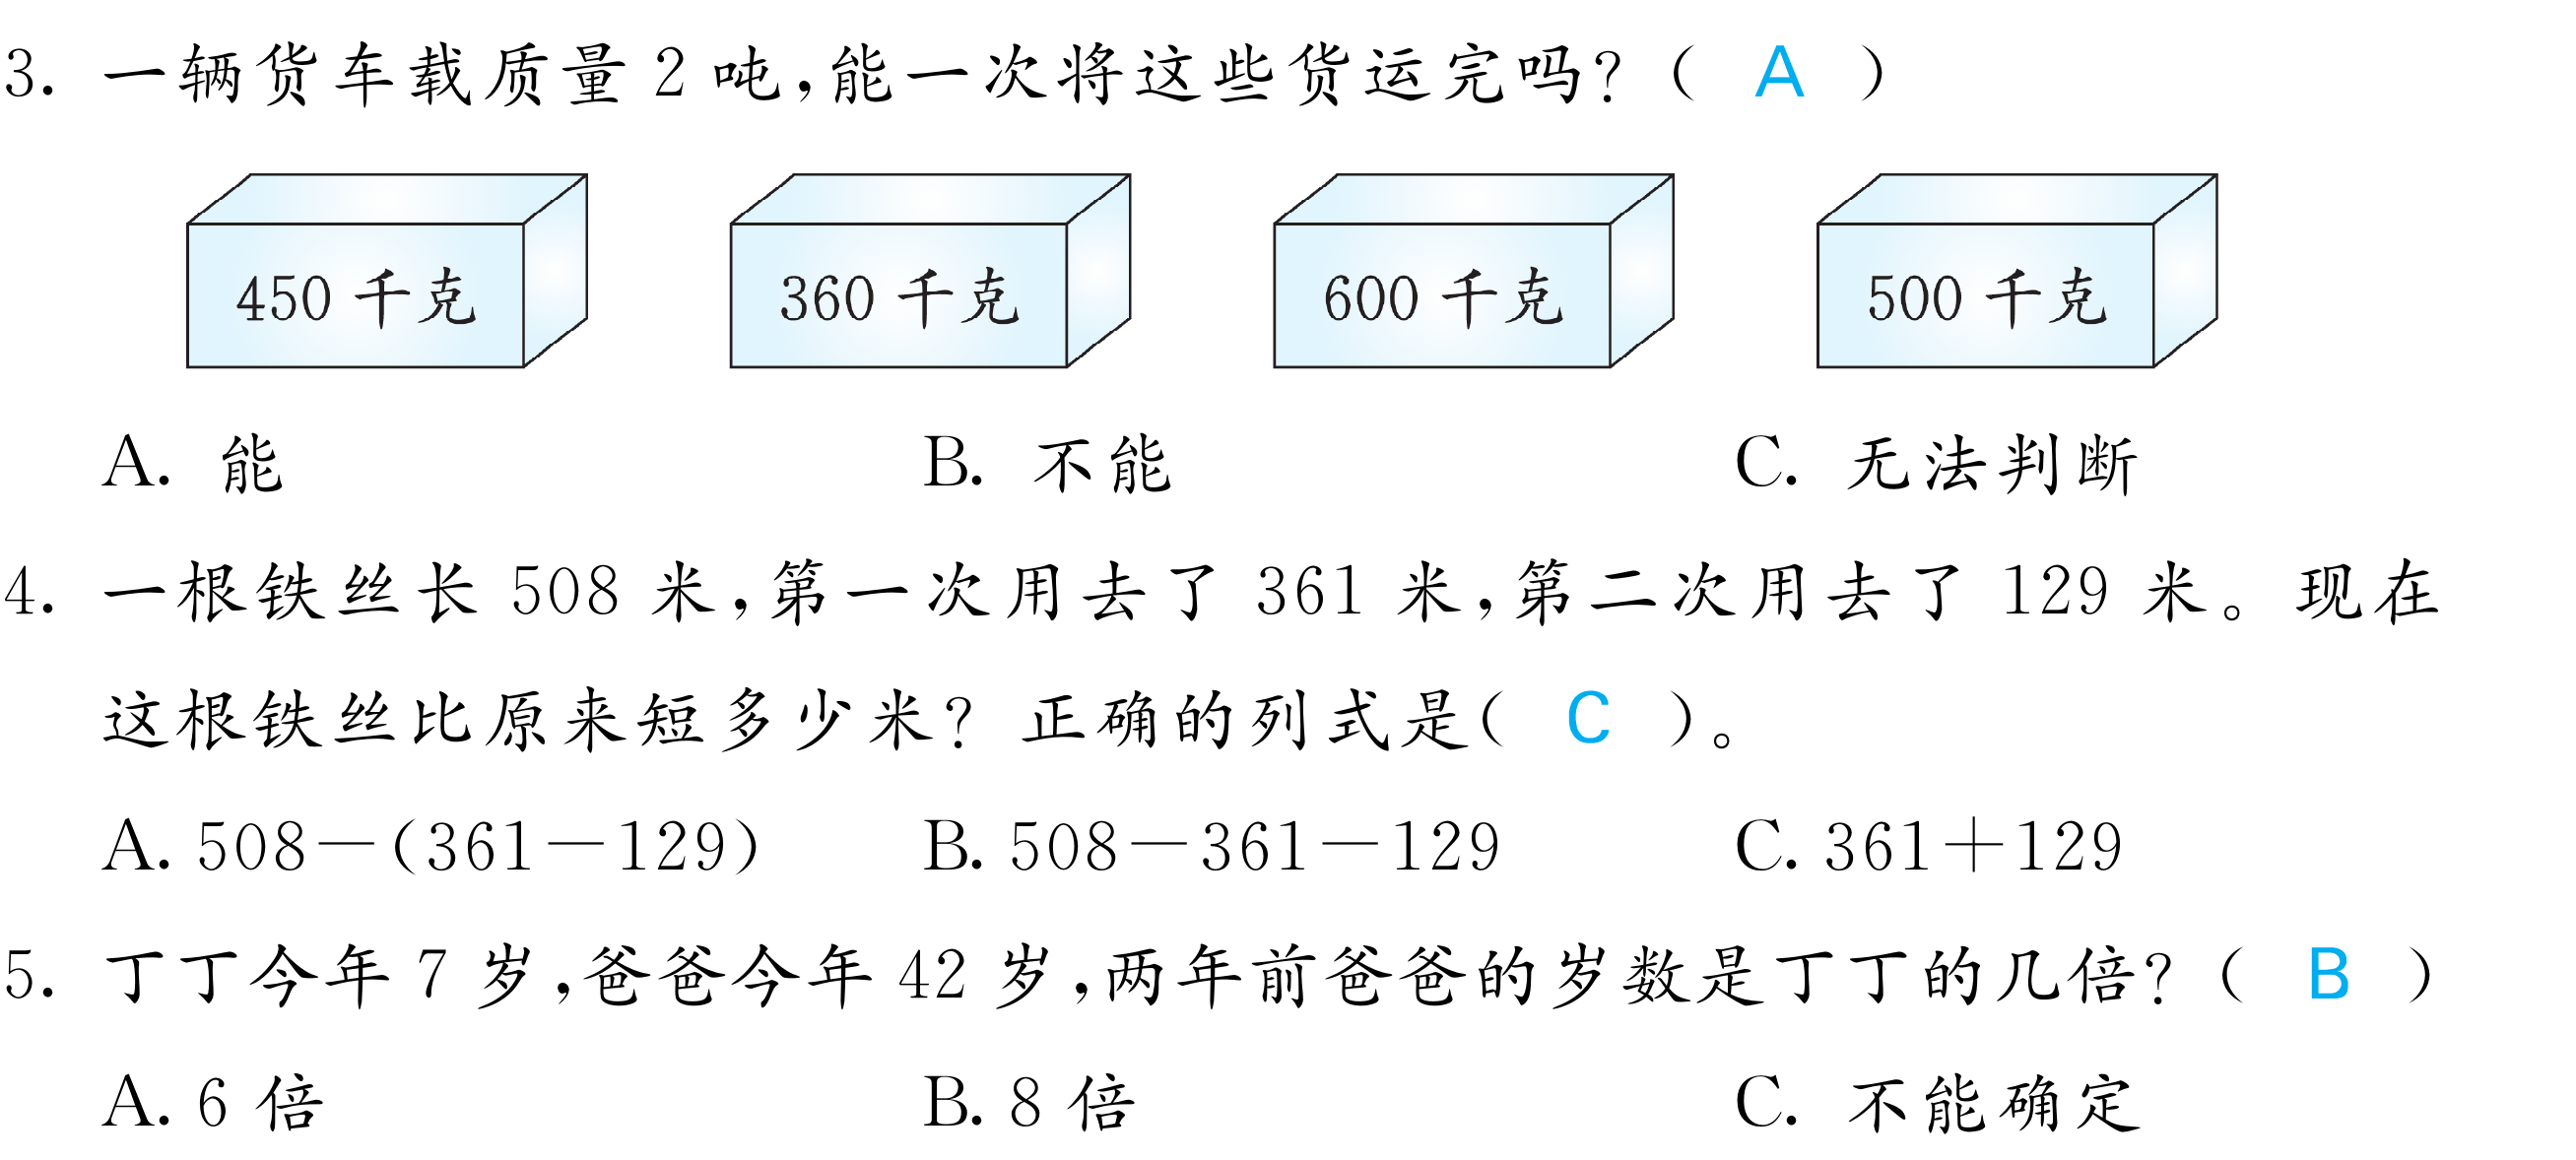 3. 一辆货车载质量 2 吨,能一次将这些货运完吗?( A )
450 千克 360 千克 600 千克 500 千克
A. 能 B. 不能 C. 无法判断
4. 一根铁丝长 508 米,第一次用去了 361 米,第二次用去了 129 米。现在
这根铁丝比原来短多少米? 正确的列式是( C )。
A. 508-(361-129) B. 508-361-129 C. 361+129
5. 丁丁今年 7 岁,爸爸今年 42 岁,两年前爸爸的岁数是丁丁的几倍?( B )
A. 6 倍 B. 8 倍 C. 不能确定